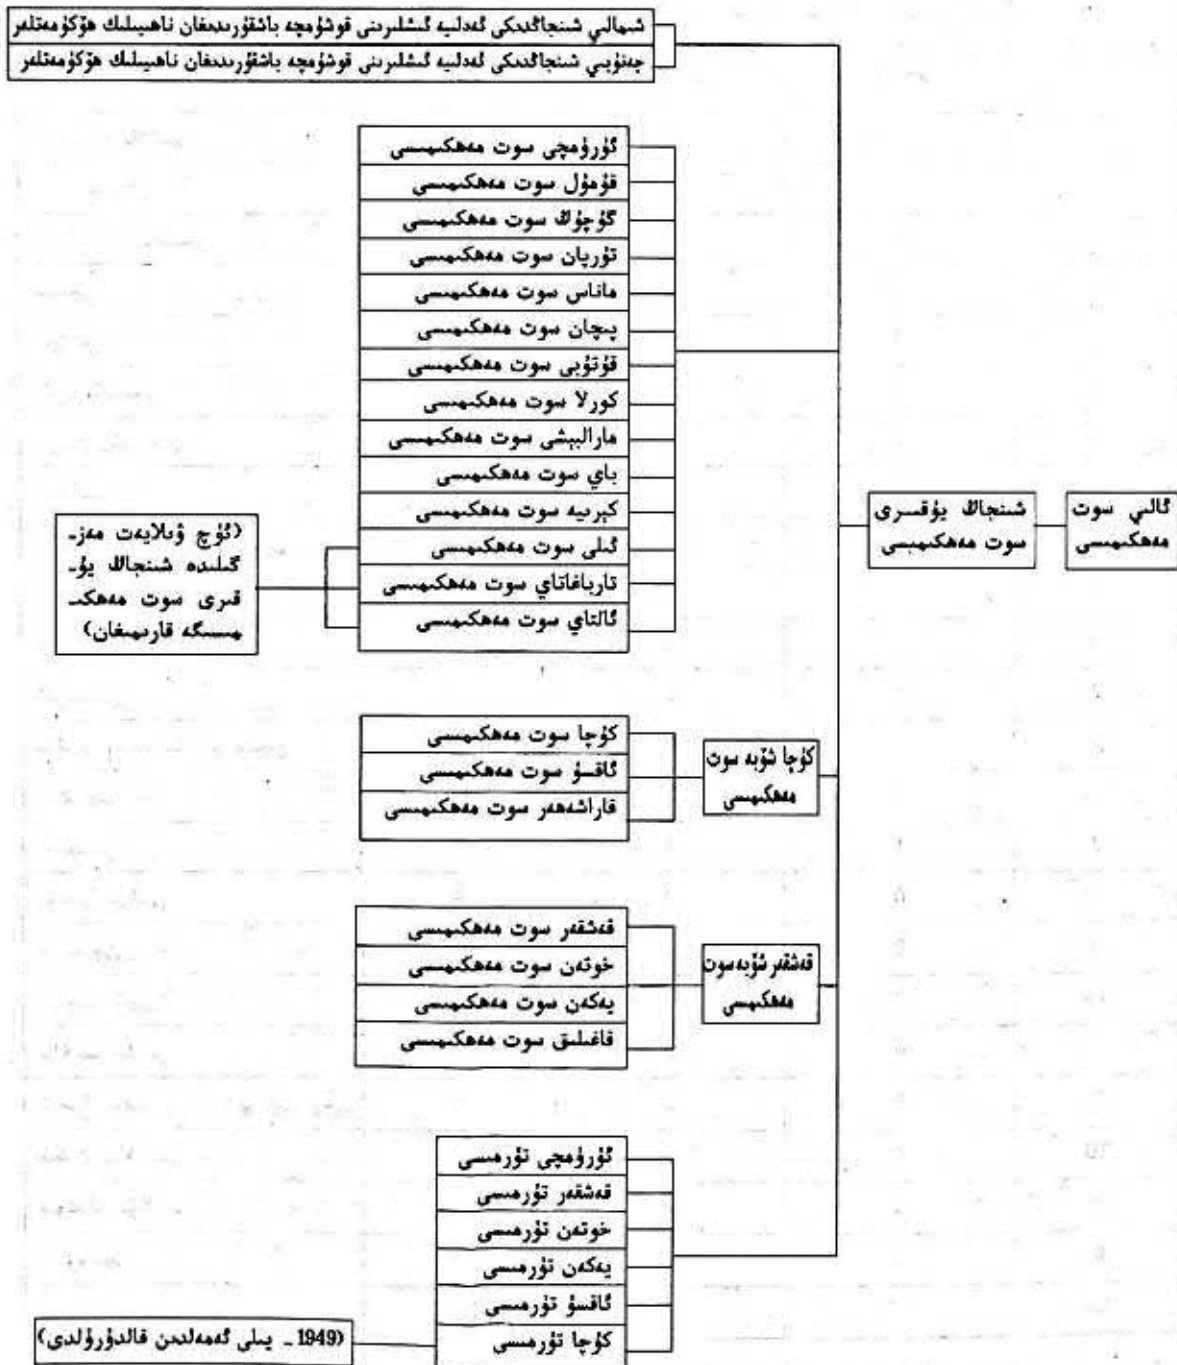 شىمالىي شىنجاڭدىكى ئەدلىيە ئىشلىرىنى قوشۇمچە باشقۇرىدىغان ناھىيىلىك ھۆكۈمەتلەر
جەنۇبىي شىنجاڭدىكى ئەدلىيە ئىشلىرىنى قوشۇمچە باشقۇرىدىغان ناھىيىلىك ھۆكۈمەتلەر
ئالىي سوت
مەھكىمىسى
شىنجاڭ يۇقىرى
سوت مەھكىمىسى
ئۈرۈمچى سوت مەھكىمىسى
قۇمۇل سوت مەھكىمىسى
گۇچۇڭ سوت مەھكىمىسى
تۇرپان سوت مەھكىمىسى
ماناس سوت مەھكىمىسى
پىچان سوت مەھكىمىسى
قۇتۇبى سوت مەھكىمىسى
كورلا سوت مەھكىمىسى
مارالبېشى سوت مەھكىمىسى
باي سوت مەھكىمىسى
كېرىيە سوت مەھكىمىسى
ئىلى سوت مەھكىمىسى
تارباغاتاي سوت مەھكىمىسى
ئالتاي سوت مەھكىمىسى
(ئۈچ ۋىلايەت مەز-
گىلىدە شىنجاڭ يۇ-
قىرى سوت مەھكى-
مىسىگە قارىمىغان)
كۇچا شۆبە سوت
مەھكىمىسى
كۇچا سوت مەھكىمىسى
ئاقسۇ سوت مەھكىمىسى
قاراشەھەر سوت مەھكىمىسى
قەشقەر شۆبە سوت
مەھكىمىسى
قەشقەر سوت مەھكىمىسى
خوتەن سوت مەھكىمىسى
يەكەن سوت مەھكىمىسى
قاغىلىق سوت مەھكىمىسى
ئۈرۈمچى تۈرمىسى
قەشقەر تۈرمىسى
خوتەن تۈرمىسى
يەكەن تۈرمىسى
ئاقسۇ تۈرمىسى
كۇچا تۈرمىسى
(1949 - يىلى ئەمەلدىن قالدۇرۇلدى)